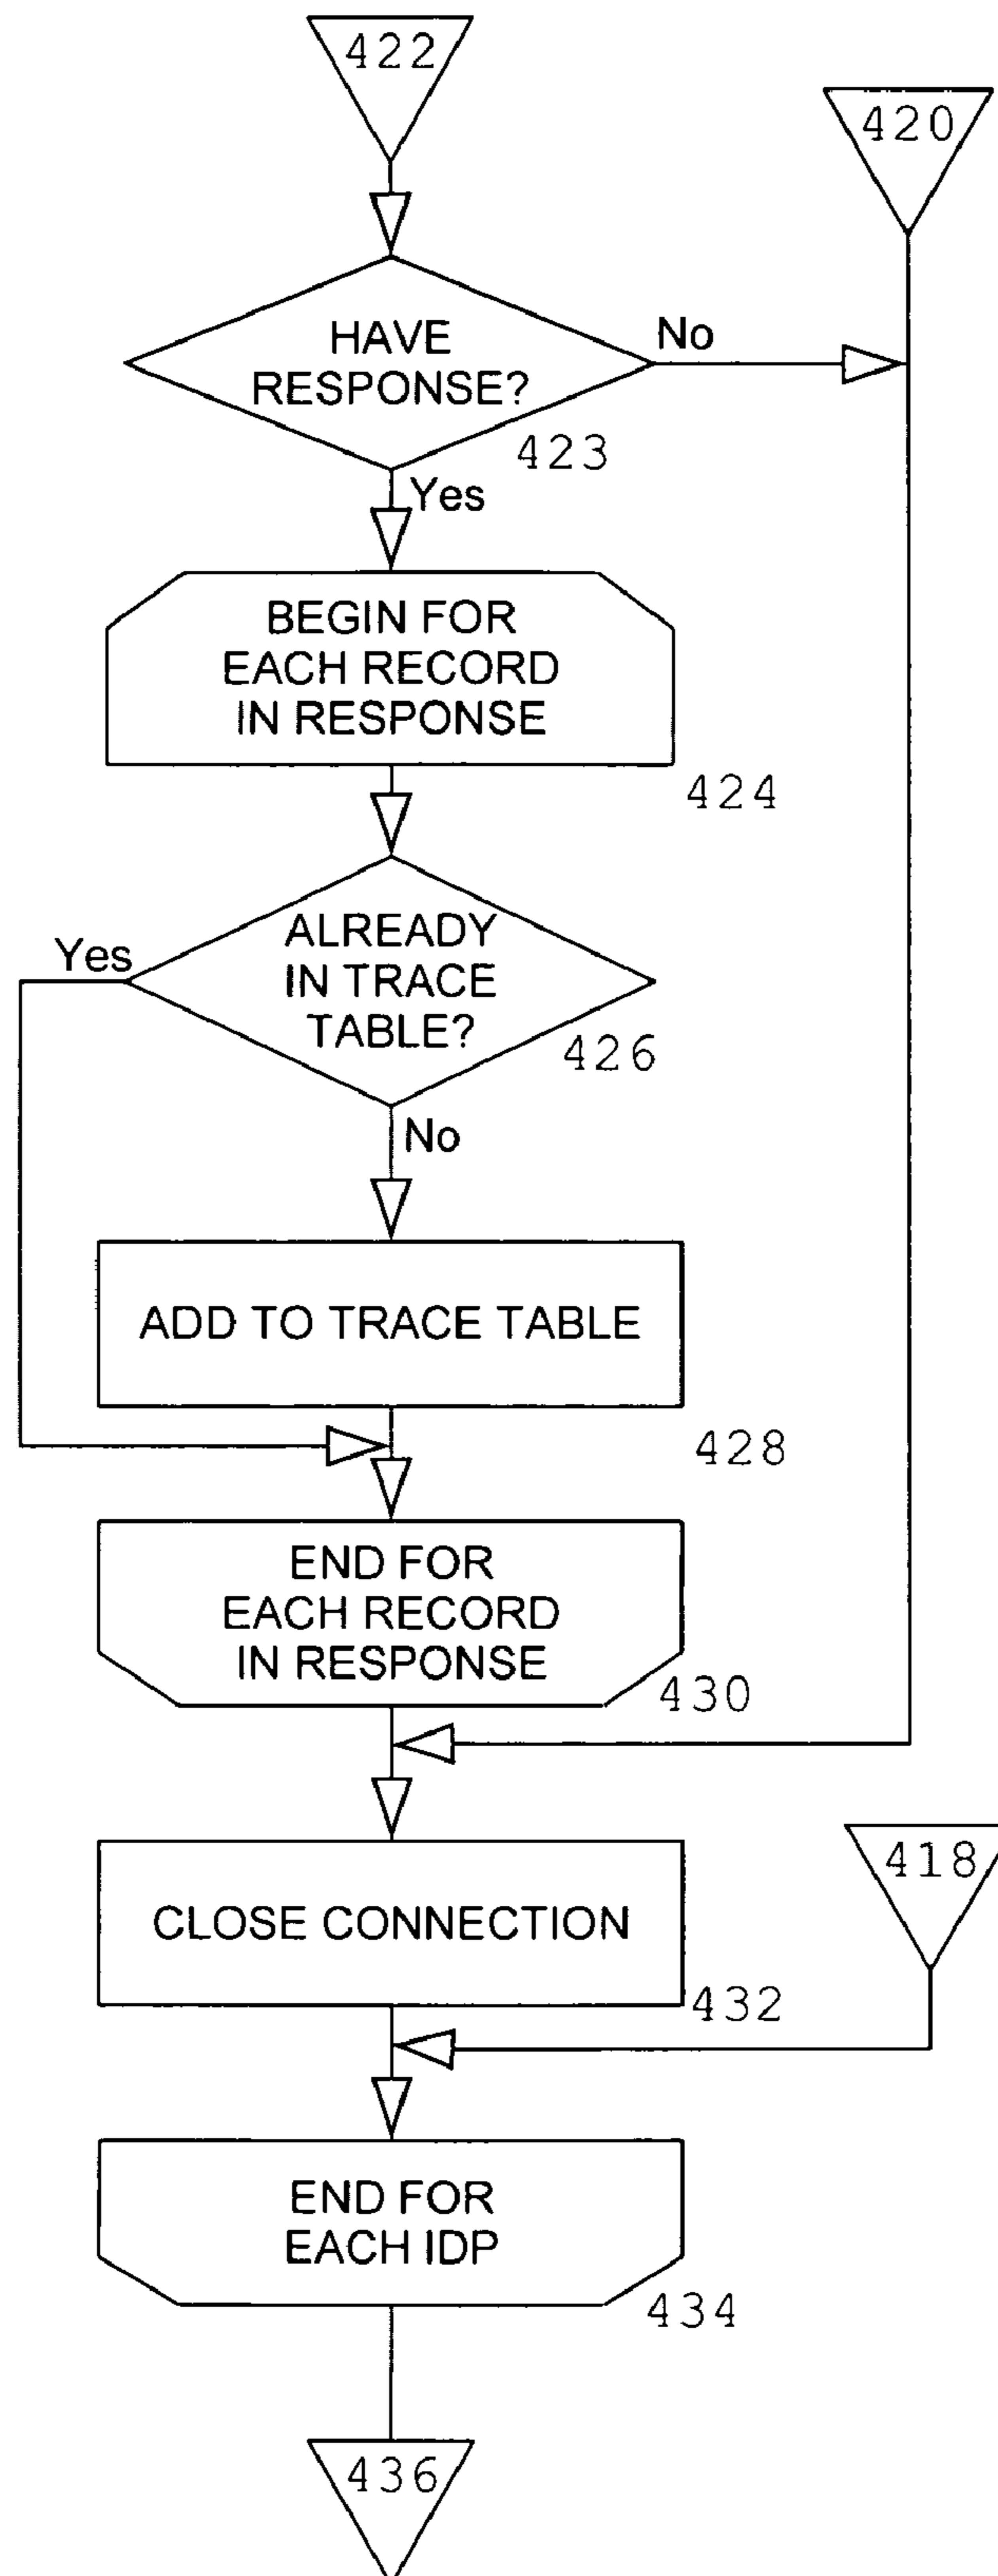 422
420
HAVE
RESPONSE?
No
423
Yes
BEGIN FOR
EACH RECORD
IN RESPONSE
424
Yes
ALREADY
IN TRACE
TABLE?
426
No
ADD TO TRACE TABLE
428
END FOR
EACH RECORD
IN RESPONSE
430
418
CLOSE CONNECTION
432
END FOR
EACH IDP
434
436